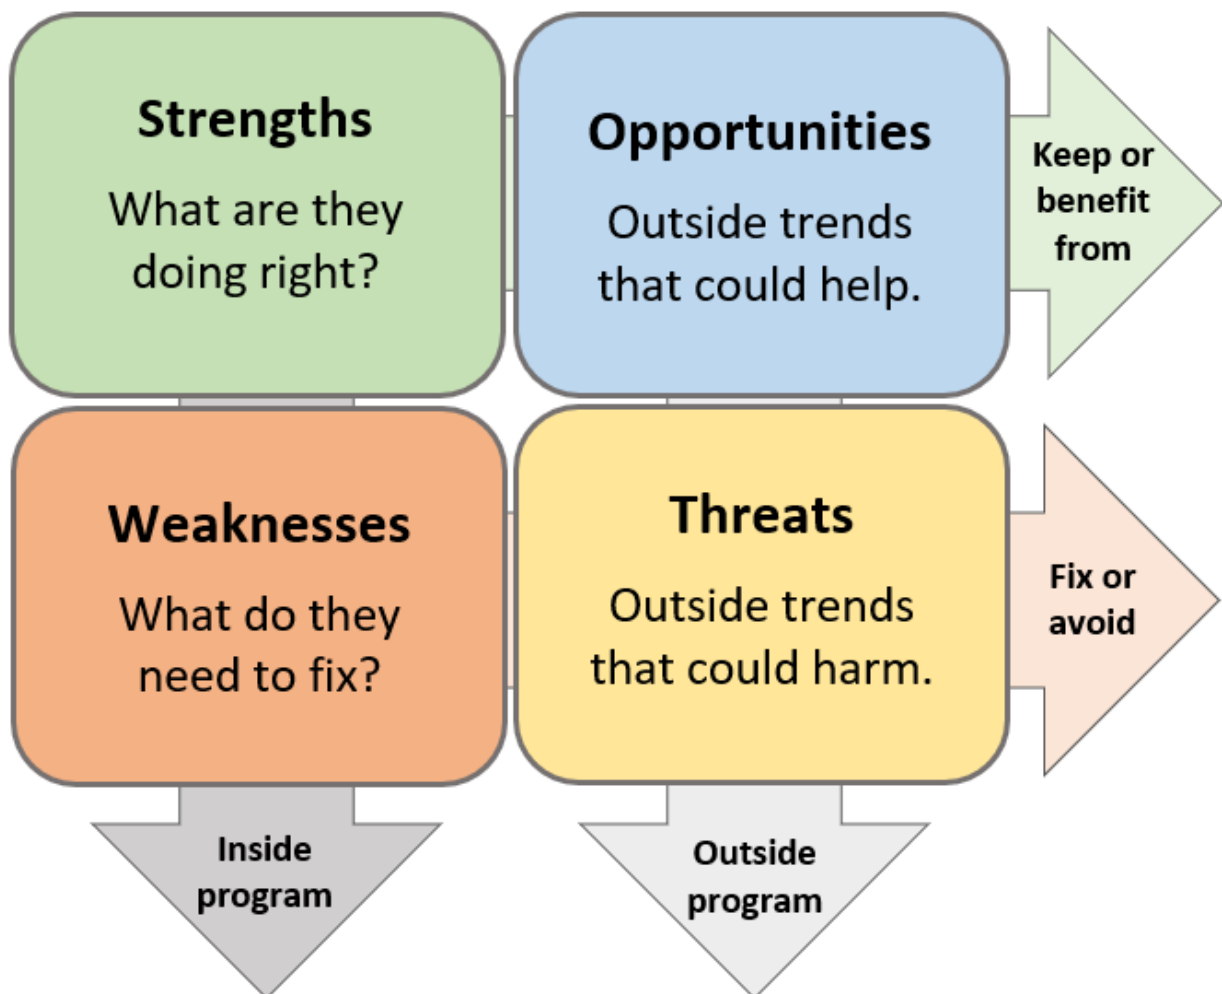 Strengths
What are they
doing right?
Opportunities
Outside trends
that could help.
Keep or
benefit
from
Weaknesses
What do they
need to fix?
Threats
Outside trends
that could harm.
Fix or
avoid
Inside
program
Outside
program